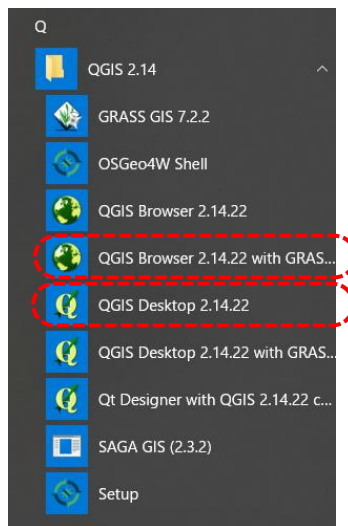 Q
QGIS 2.14
GRASS GIS 7.2.2
OSGeo4W Shell
QGIS Browser 2.14.22
QGIS Browser 2.14.22 with GRAS...
QGIS Desktop 2.14.22
QGIS Desktop 2.14.22 with GRAS...
Qt Designer with QGIS 2.14.22 c...
SAGA GIS (2.3.2)
Setup